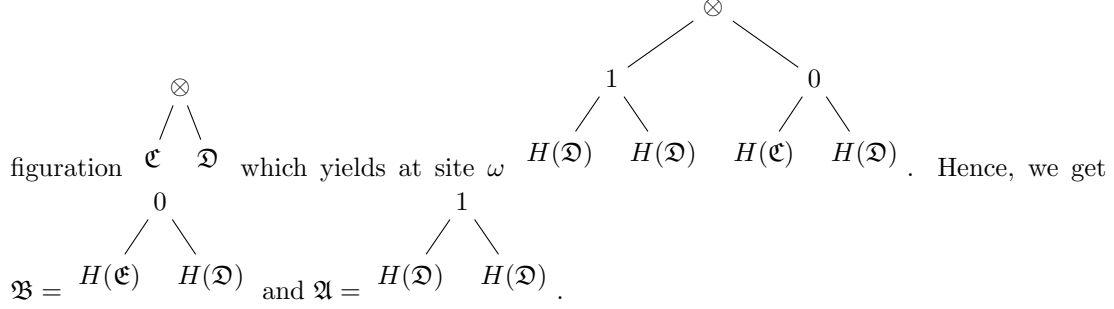 ⊗
1 0
⊗
H(𝕯) H(𝕯) H(𝕮) H(𝕯)
figuration 𝕮 𝕯 which yields at site ω . Hence, we get
0 1
H(𝕰) H(𝕯) H(𝕯) H(𝕯)
𝕭 = and 𝕬 = .